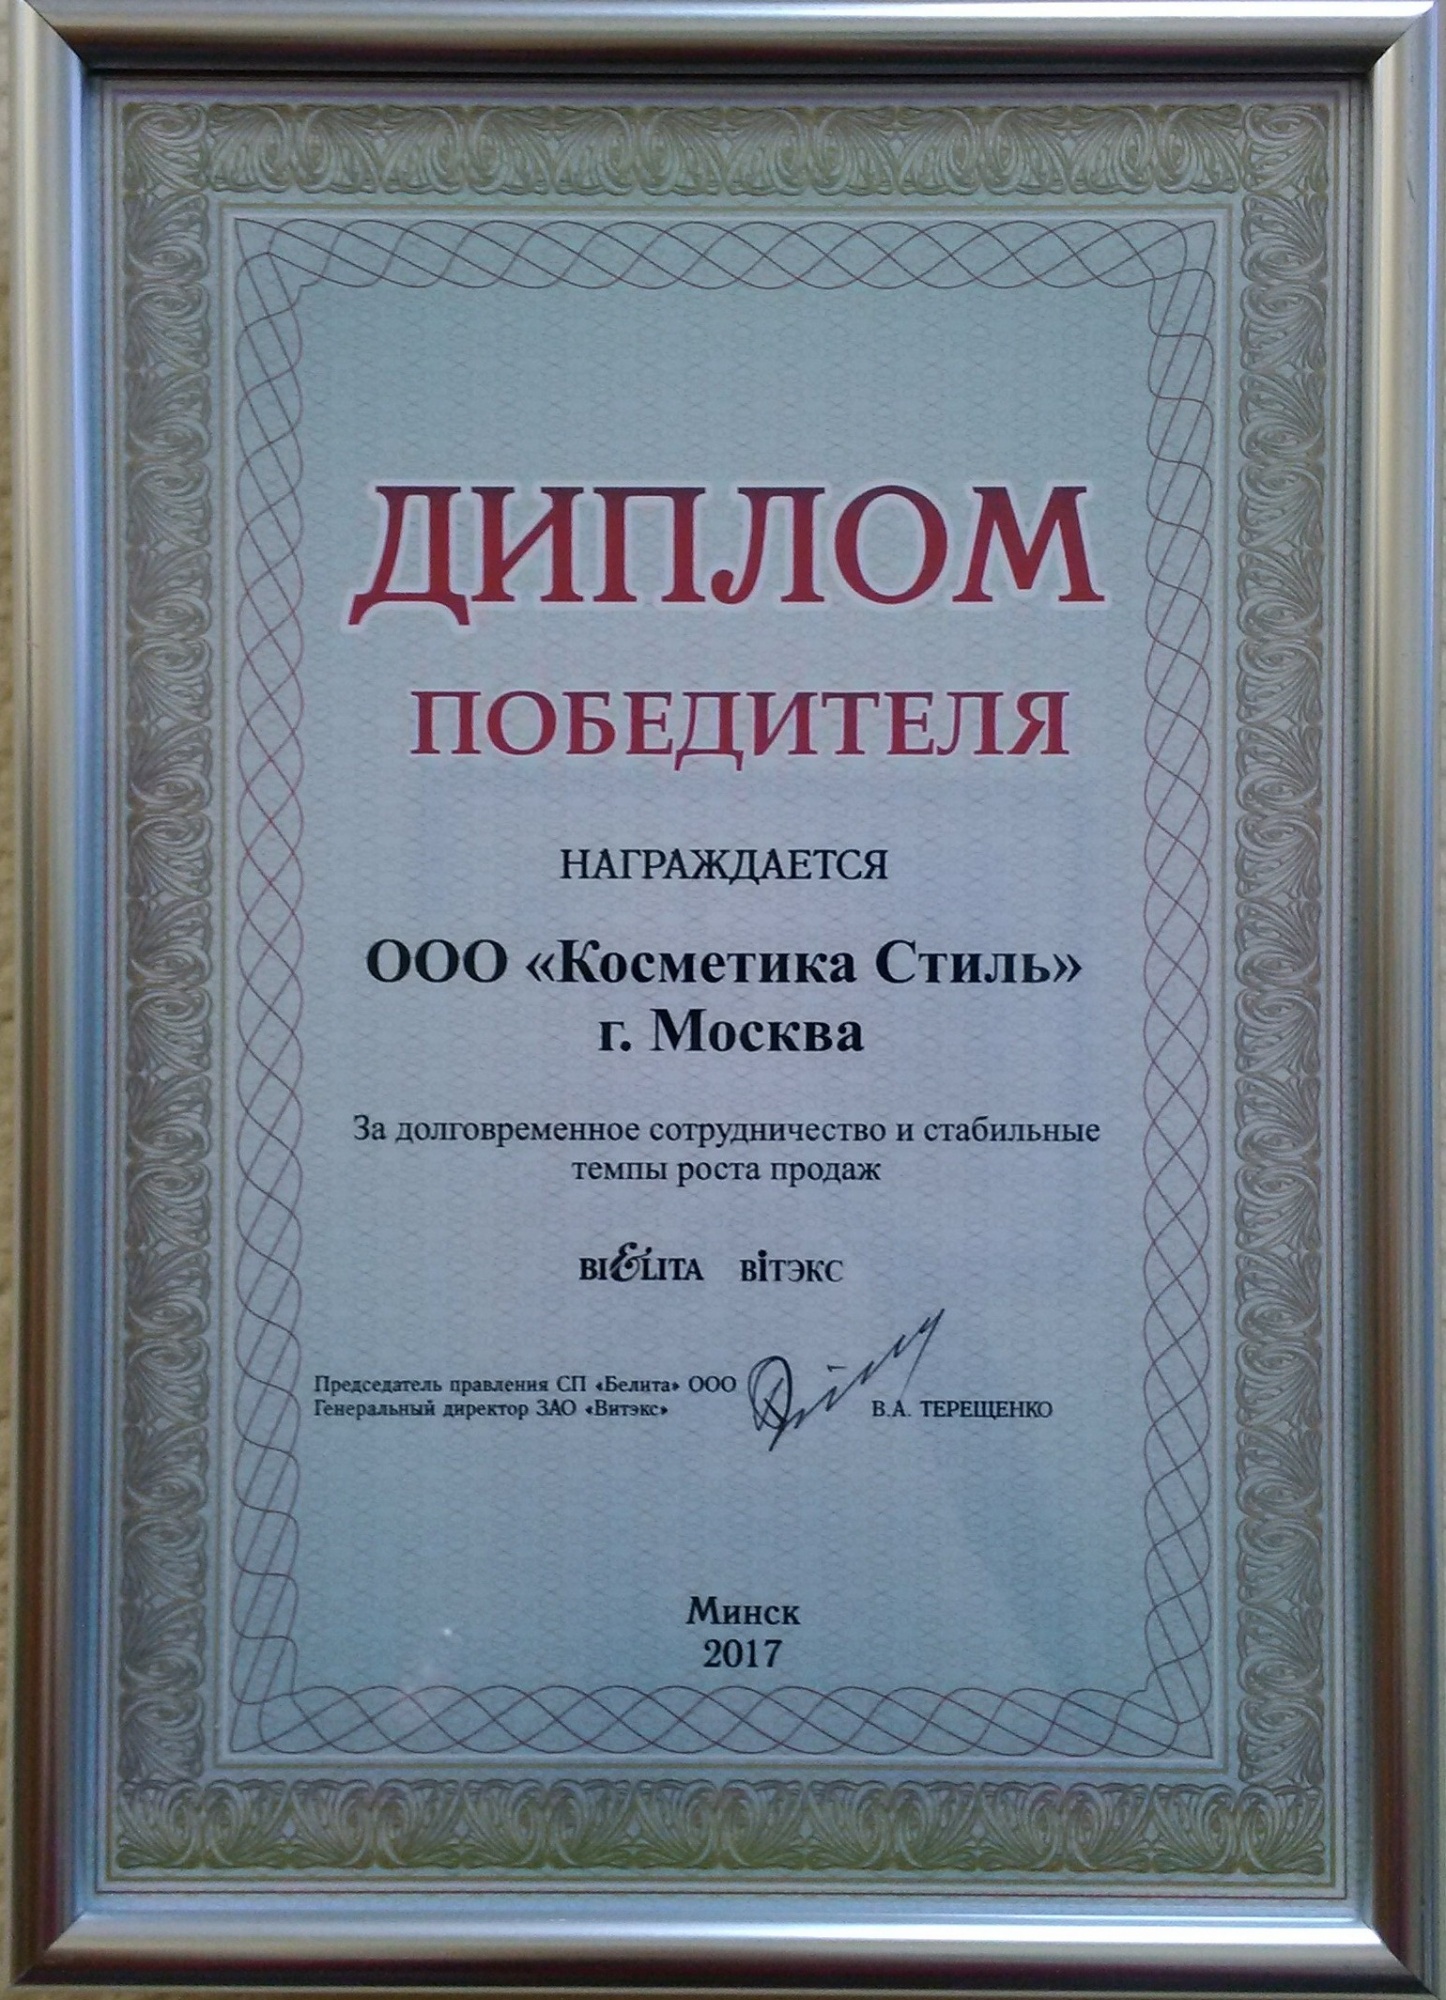 ДИПЛОМ
ПОБЕДИТЕЛЯ
НАГРАЖДАЕТСЯ
ООО «Косметика Стиль»
г. Москва
За долговременное сотрудничество и стабильные
темпы роста продаж
BIELITA ВІТЭКС
Председатель правления СП «Белита» ООО
Генеральный директор ЗАО «Витэкс» В.А. ТЕРЕЩЕНКО
Минск
2017